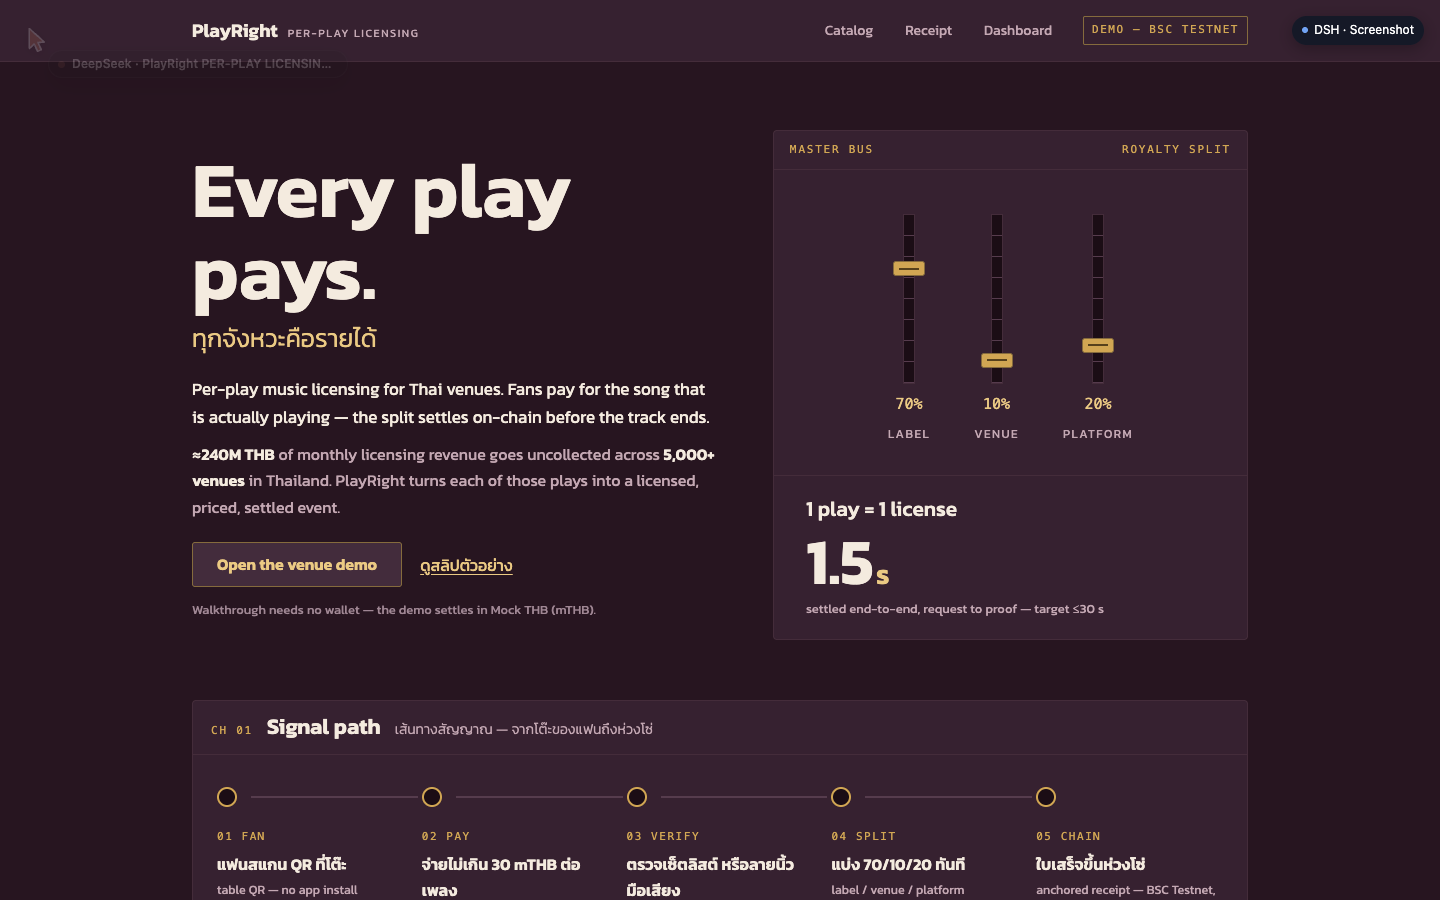 PlayRight PER-PLAY LICENSING
Catalog Receipt Dashboard DEMO — BSC TESTNET
DSH · Screenshot
DeepSeek · PlayRight PER-PLAY LICENSIN...
Every play
pays.
ทุกจังหวะคือรายได้
Per-play music licensing for Thai venues. Fans pay for the song that
is actually playing — the split settles on-chain before the track ends.
≈240M THB of monthly licensing revenue goes uncollected across 5,000+
venues in Thailand. PlayRight turns each of those plays into a licensed,
priced, settled event.
Open the venue demo ดูสลิปตัวอย่าง
Walkthrough needs no wallet — the demo settles in Mock THB (mTHB).
MASTER BUS ROYALTY SPLIT
70% 10% 20%
LABEL VENUE PLATFORM
1 play = 1 license
1.5 s
settled end-to-end, request to proof — target ≤30 s
CH 01 Signal path เส้นทางสัญญาณ — จากโต๊ะของแฟนถึงห่วงโซ่
01 FAN
แฟนสแกน QR ที่โต๊ะ
table QR — no app install
02 PAY
จ่ายไม่เกิน 30 mTHB ต่อ
เพลง
03 VERIFY
ตรวจเซ็ตลิสต์ หรือลายนิ้ว
มือเสียง
04 SPLIT
แบ่ง 70/10/20 ทันที
label / venue / platform
05 CHAIN
ใบเสร็จขึ้นห่วงโซ่
anchored receipt — BSC Testnet,